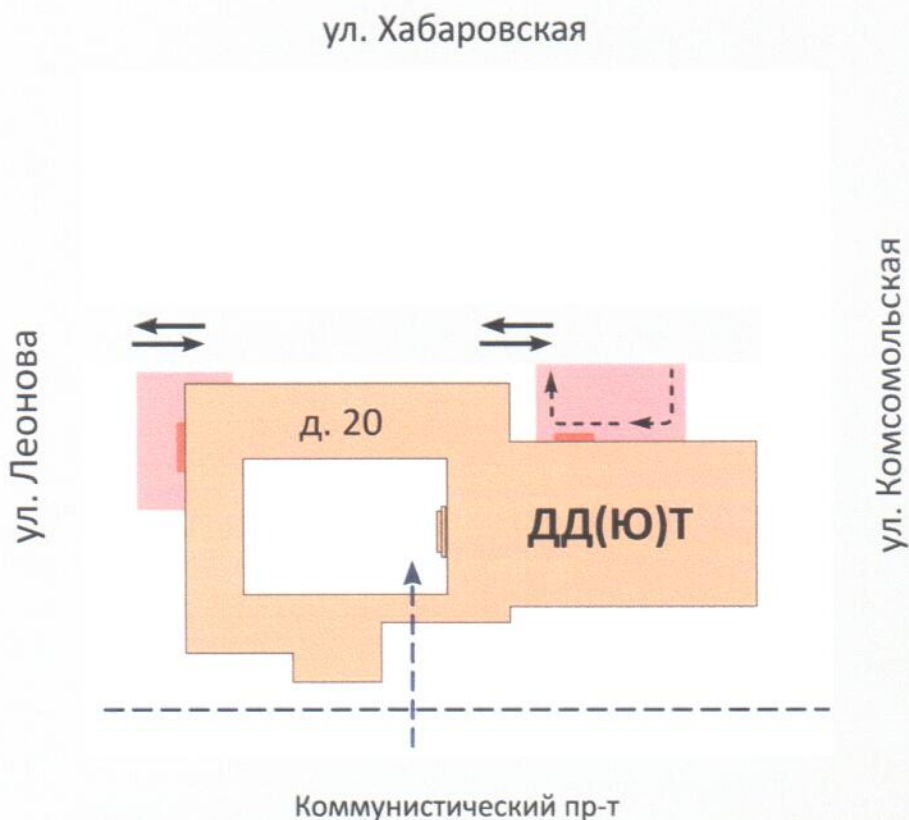 ул. Хабаровская
ул. Леонова
ул. Комсомольская
д. 20
ДД(Ю)Т
Коммунистический пр-т